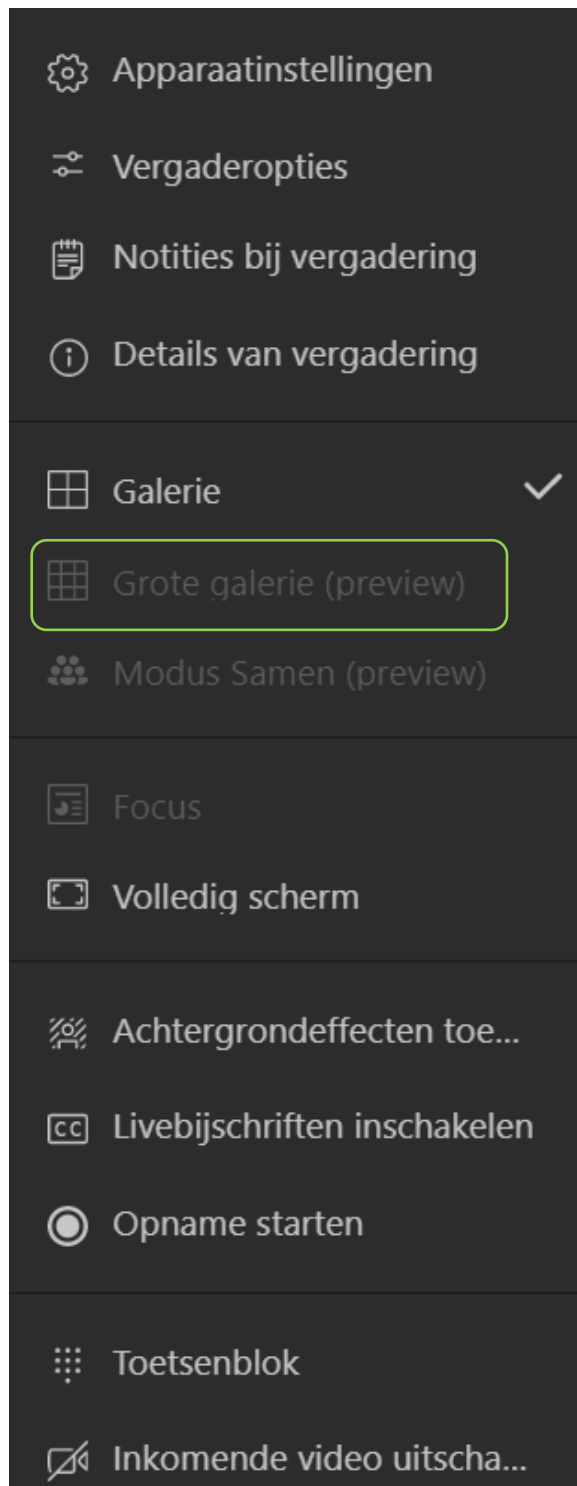 Apparaatinstellingen
Vergaderopties
Notities bij vergadering
Details van vergadering
Galerie
Grote galerie (preview)
Modus Samen (preview)
Focus
Volledig scherm
Achtergrondeffecten toe...
CC Livebijschriften inschakelen
Opname starten
Toetsenblok
Inkomende video uitscha...